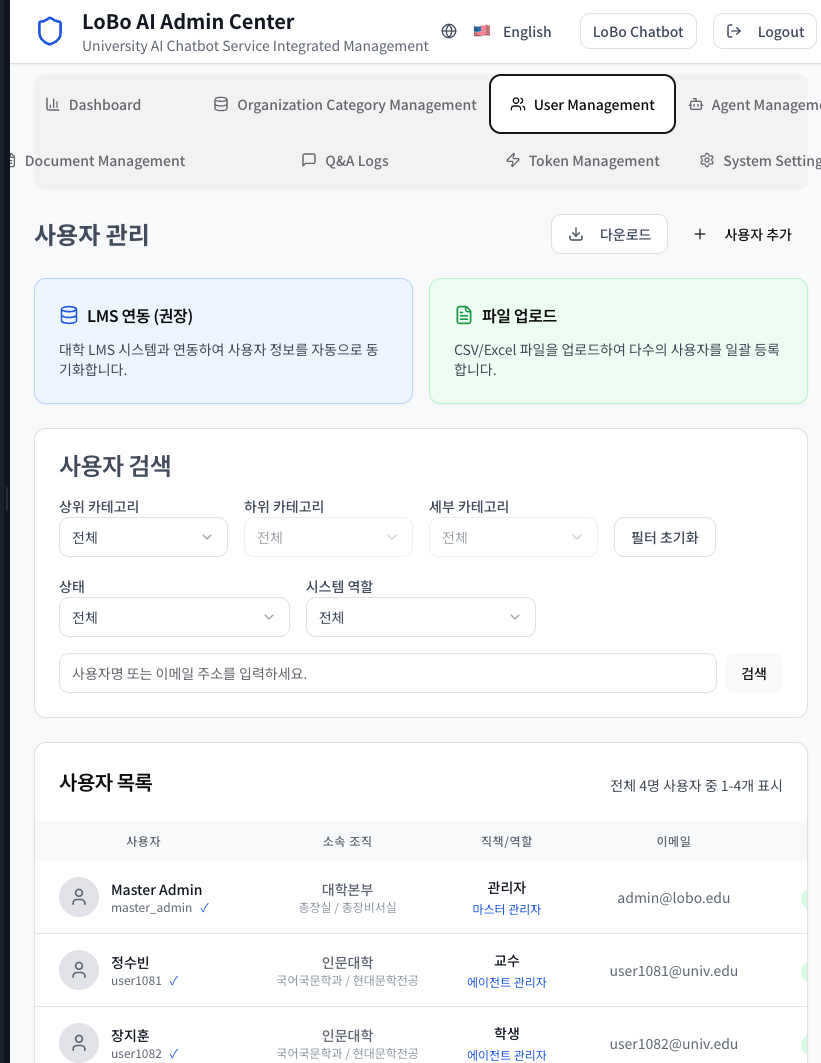 LoBo AI Admin Center
University AI Chatbot Service Integrated Management
English
LoBo Chatbot
Logout
Dashboard
Organization Category Management
User Management
Agent Managem
Document Management
Q&A Logs
Token Management
System Setting
사용자 관리
다운로드
사용자 추가
LMS 연동 (권장)
대학 LMS 시스템과 연동하여 사용자 정보를 자동으로 동
기화합니다.
파일 업로드
CSV/Excel 파일을 업로드하여 다수의 사용자를 일괄 등록
합니다.
사용자 검색
상위 카테고리
하위 카테고리
세부 카테고리
전체
전체
전체
필터 초기화
상태
시스템 역할
전체
전체
사용자명 또는 이메일 주소를 입력하세요.
검색
사용자 목록
전체 4명 사용자 중 1-4개 표시
사용자
소속 조직
직책/역할
이메일
Master Admin
master_admin ✓
대학본부
총장실 / 총장비서실
관리자
마스터 관리자
admin@lobo.edu
정수빈
user1081 ✓
인문대학
국어국문학과 / 현대문학전공
교수
에이전트 관리자
user1081@univ.edu
장지훈
user1082 ✓
인문대학
국어국문학과 / 현대문학전공
학생
에이전트 관리자
user1082@univ.edu